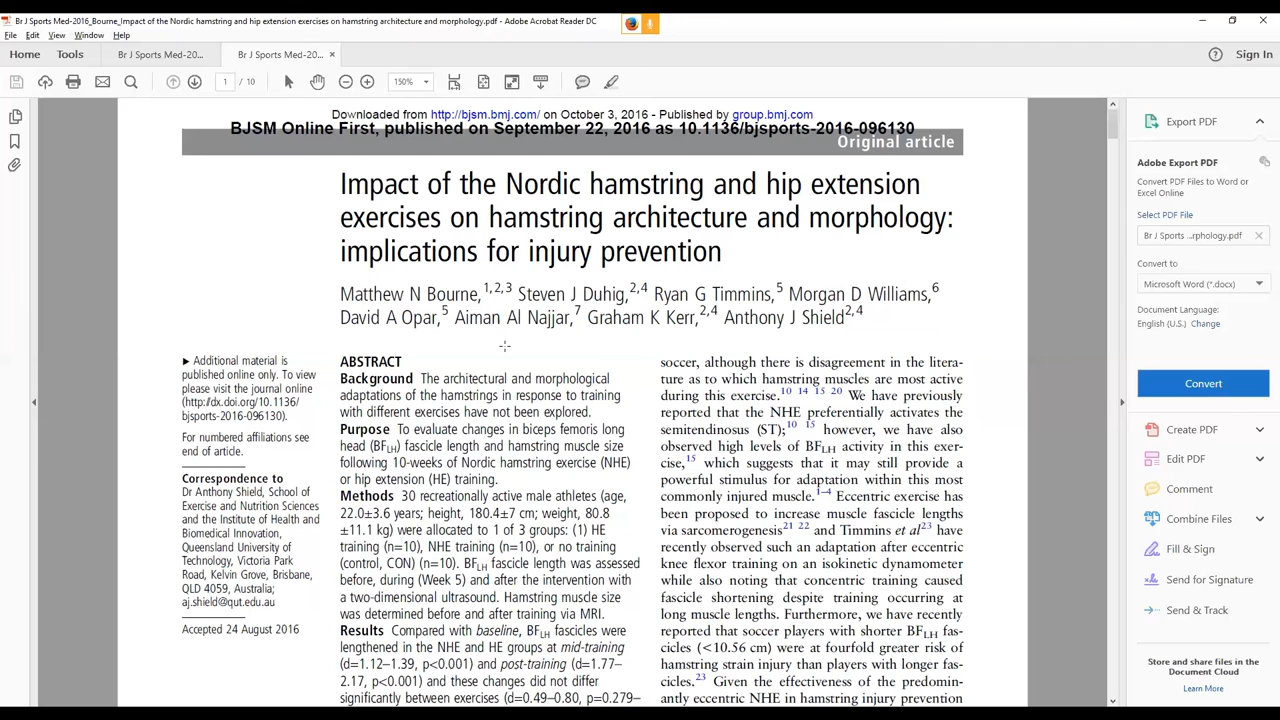 Br J Sports Med-2016_Bourne_Impact of the Nordic hamstring and hip extension exercises on hamstring architecture and morphology.pdf - Adobe Acrobat Reader DC
File Edit View Window Help
Home Tools Br J Sports Med-20... Br J Sports Med-20... × Sign In
1 / 10 150%
Downloaded from http://bjsm.bmj.com/ on October 3, 2016 - Published by group.bmj.com
BJSM Online First, published on September 22, 2016 as 10.1136/bjsports-2016-096130
Original article
Impact of the Nordic hamstring and hip extension
exercises on hamstring architecture and morphology:
implications for injury prevention
Matthew N Bourne,1,2,3 Steven J Duhig,2,4 Ryan G Timmins,5 Morgan D Williams,6
David A Opar,5 Aiman Al Najjar,7 Graham K Kerr,2,4 Anthony J Shield2,4
► Additional material is
published online only. To view
please visit the journal online
(http://dx.doi.org/10.1136/
bjsports-2016-096130).
For numbered affiliations see
end of article.
Correspondence to
Dr Anthony Shield, School of
Exercise and Nutrition Sciences
and the Institute of Health and
Biomedical Innovation,
Queensland University of
Technology, Victoria Park
Road, Kelvin Grove, Brisbane,
QLD 4059, Australia;
aj.shield@qut.edu.au
Accepted 24 August 2016
ABSTRACT
Background The architectural and morphological
adaptations of the hamstrings in response to training
with different exercises have not been explored.
Purpose To evaluate changes in biceps femoris long
head (BFLH) fascicle length and hamstring muscle size
following 10-weeks of Nordic hamstring exercise (NHE)
or hip extension (HE) training.
Methods 30 recreationally active male athletes (age,
22.0±3.6 years; height, 180.4±7 cm; weight, 80.8
±11.1 kg) were allocated to 1 of 3 groups: (1) HE
training (n=10), NHE training (n=10), or no training
(control, CON) (n=10). BFLH fascicle length was assessed
before, during (Week 5) and after the intervention with
a two-dimensional ultrasound. Hamstring muscle size
was determined before and after training via MRI.
Results Compared with baseline, BFLH fascicles were
lengthened in the NHE and HE groups at mid-training
(d=1.12–1.39, p<0.001) and post-training (d=1.77–
2.17, p<0.001) and these changes did not differ
significantly between exercises (d=0.49–0.80, p=0.279–
soccer, although there is disagreement in the litera-
ture as to which hamstring muscles are most active
during this exercise.10 14 15 20 We have previously
reported that the NHE preferentially activates the
semitendinosus (ST);10 15 however, we have also
observed high levels of BFLH activity in this exer-
cise,15 which suggests that it may still provide a
powerful stimulus for adaptation within this most
commonly injured muscle.1–4 Eccentric exercise has
been proposed to increase muscle fascicle lengths
via sarcomerogenesis21 22 and Timmins et al23 have
recently observed such an adaptation after eccentric
knee flexor training on an isokinetic dynamometer
while also noting that concentric training caused
fascicle shortening despite training occurring at
long muscle lengths. Furthermore, we have recently
reported that soccer players with shorter BFLH fas-
cicles (<10.56 cm) were at fourfold greater risk of
hamstring strain injury than players with longer fas-
cicles.23 Given the effectiveness of the predomin-
antly eccentric NHE in hamstring injury prevention
Export PDF
Adobe Export PDF
Convert PDF Files to Word or
Excel Online
Select PDF File
Br J Sports ...rphology.pdf ×
Convert to
Microsoft Word (*.docx)
Document Language:
English (U.S.) Change
Convert
Create PDF
Edit PDF
Comment
Combine Files
Fill & Sign
Send for Signature
Send & Track
Store and share files in the
Document Cloud
Learn More